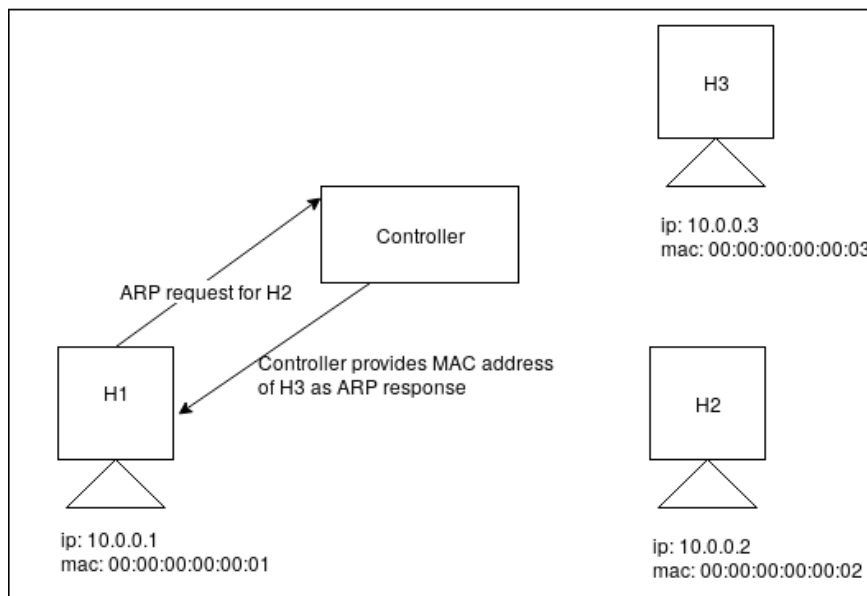 H3
ip: 10.0.0.3
mac: 00:00:00:00:00:03
Controller
ARP request for H2
Controller provides MAC address
of H3 as ARP response
H1
ip: 10.0.0.1
mac: 00:00:00:00:00:01
H2
ip: 10.0.0.2
mac: 00:00:00:00:00:02